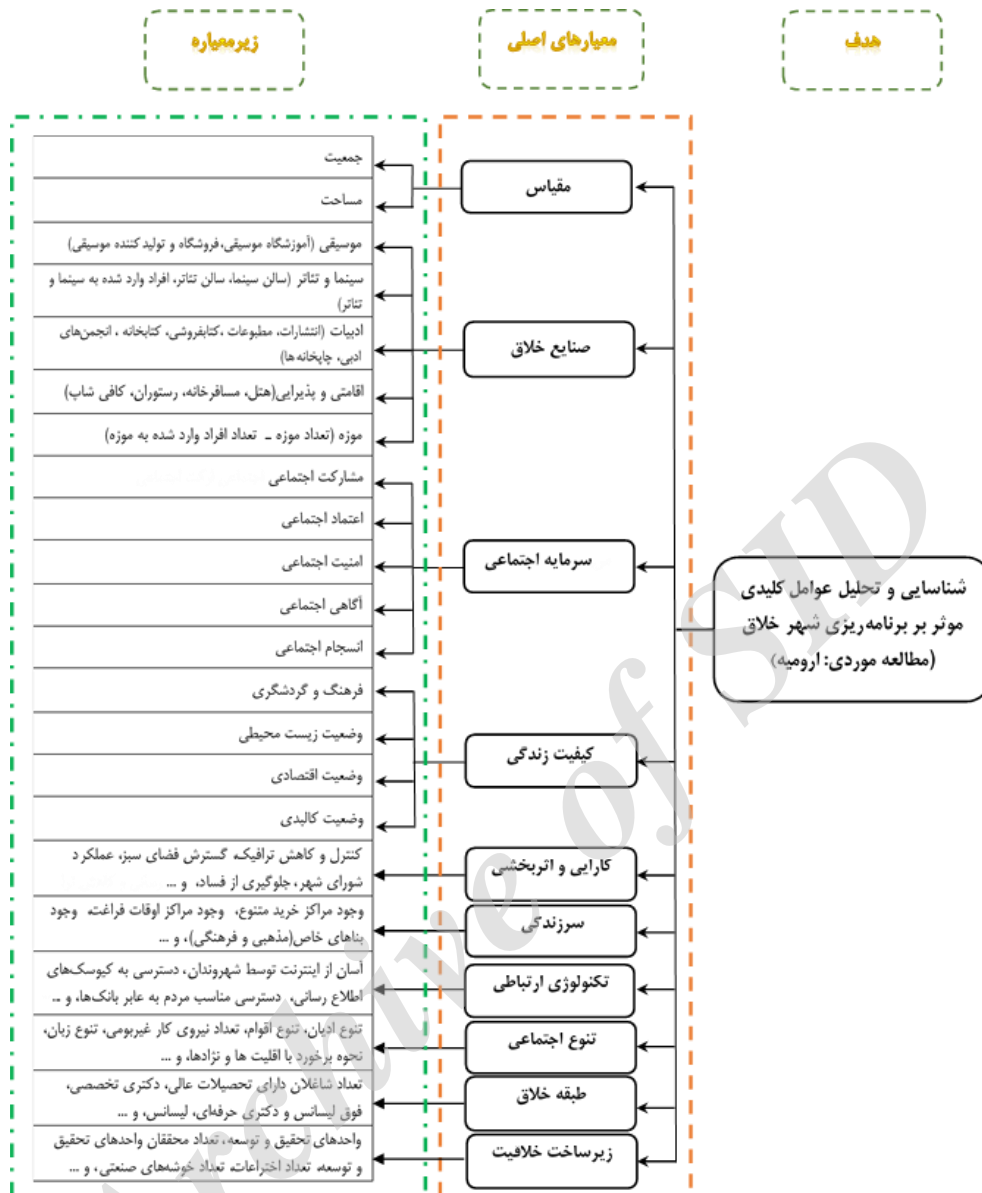 هدف
معیارهای اصلی
زیرمعیاره
شناسایی و تحلیل عوامل کلیدی
موثر بر برنامه‌ریزی شهر خلاق
(مطالعه موردی: ارومیه)
مقیاس
جمعیت
مساحت
صنایع خلاق
موسیقی (آموزشگاه موسیقی،فروشگاه و تولید کننده موسیقی)
سینما و تئاتر (سالن سینما، سالن تئاتر، افراد وارد شده به سینما و
تئاتر)
ادبیات (انتشارات، مطبوعات ،کتابفروشی، کتابخانه ، انجمن‌های
ادبی، چاپخانه‌ها)
اقامتی و پذیرایی(هتل، مسافرخانه، رستوران، کافی شاپ)
موزه (تعداد موزه – تعداد افراد وارد شده به موزه)
سرمایه اجتماعی
مشارکت اجتماعی
اعتماد اجتماعی
امنیت اجتماعی
آگاهی اجتماعی
انسجام اجتماعی
کیفیت زندگی
فرهنگ و گردشگری
وضعیت زیست محیطی
وضعیت اقتصادی
وضعیت کالبدی
کارایی و اثربخشی
کنترل و کاهش ترافیک، گسترش فضای سبز، عملکرد
شورای شهر، جلوگیری از فساد، و ...
سرزندگی
وجود مراکز خرید متنوع، وجود مراکز اوقات فراغت، وجود
بناهای خاص(مذهبی و فرهنگی)، و ...
تکنولوژی ارتباطی
آسان از اینترنت توسط شهروندان، دسترسی به کیوسک‌های
اطلاع رسانی، دسترسی مناسب مردم به عابر بانک‌ها، و ...
تنوع اجتماعی
تنوع ادیان، تنوع اقوام، تعداد نیروی کار غیربومی، تنوع زبان،
نحوه برخورد با اقلیت ها و نژادها، و ...
طبقه خلاق
تعداد شاغلان دارای تحصیلات عالی، دکتری تخصصی،
فوق لیسانس و دکتری حرفه‌ای، لیسانس، و ...
زیرساخت خلاقیت
واحدهای تحقیق و توسعه، تعداد محققان واحدهای تحقیق
و توسعه، تعداد اختراعات، تعداد خوشه‌های صنعتی، و ...
Archive of SID